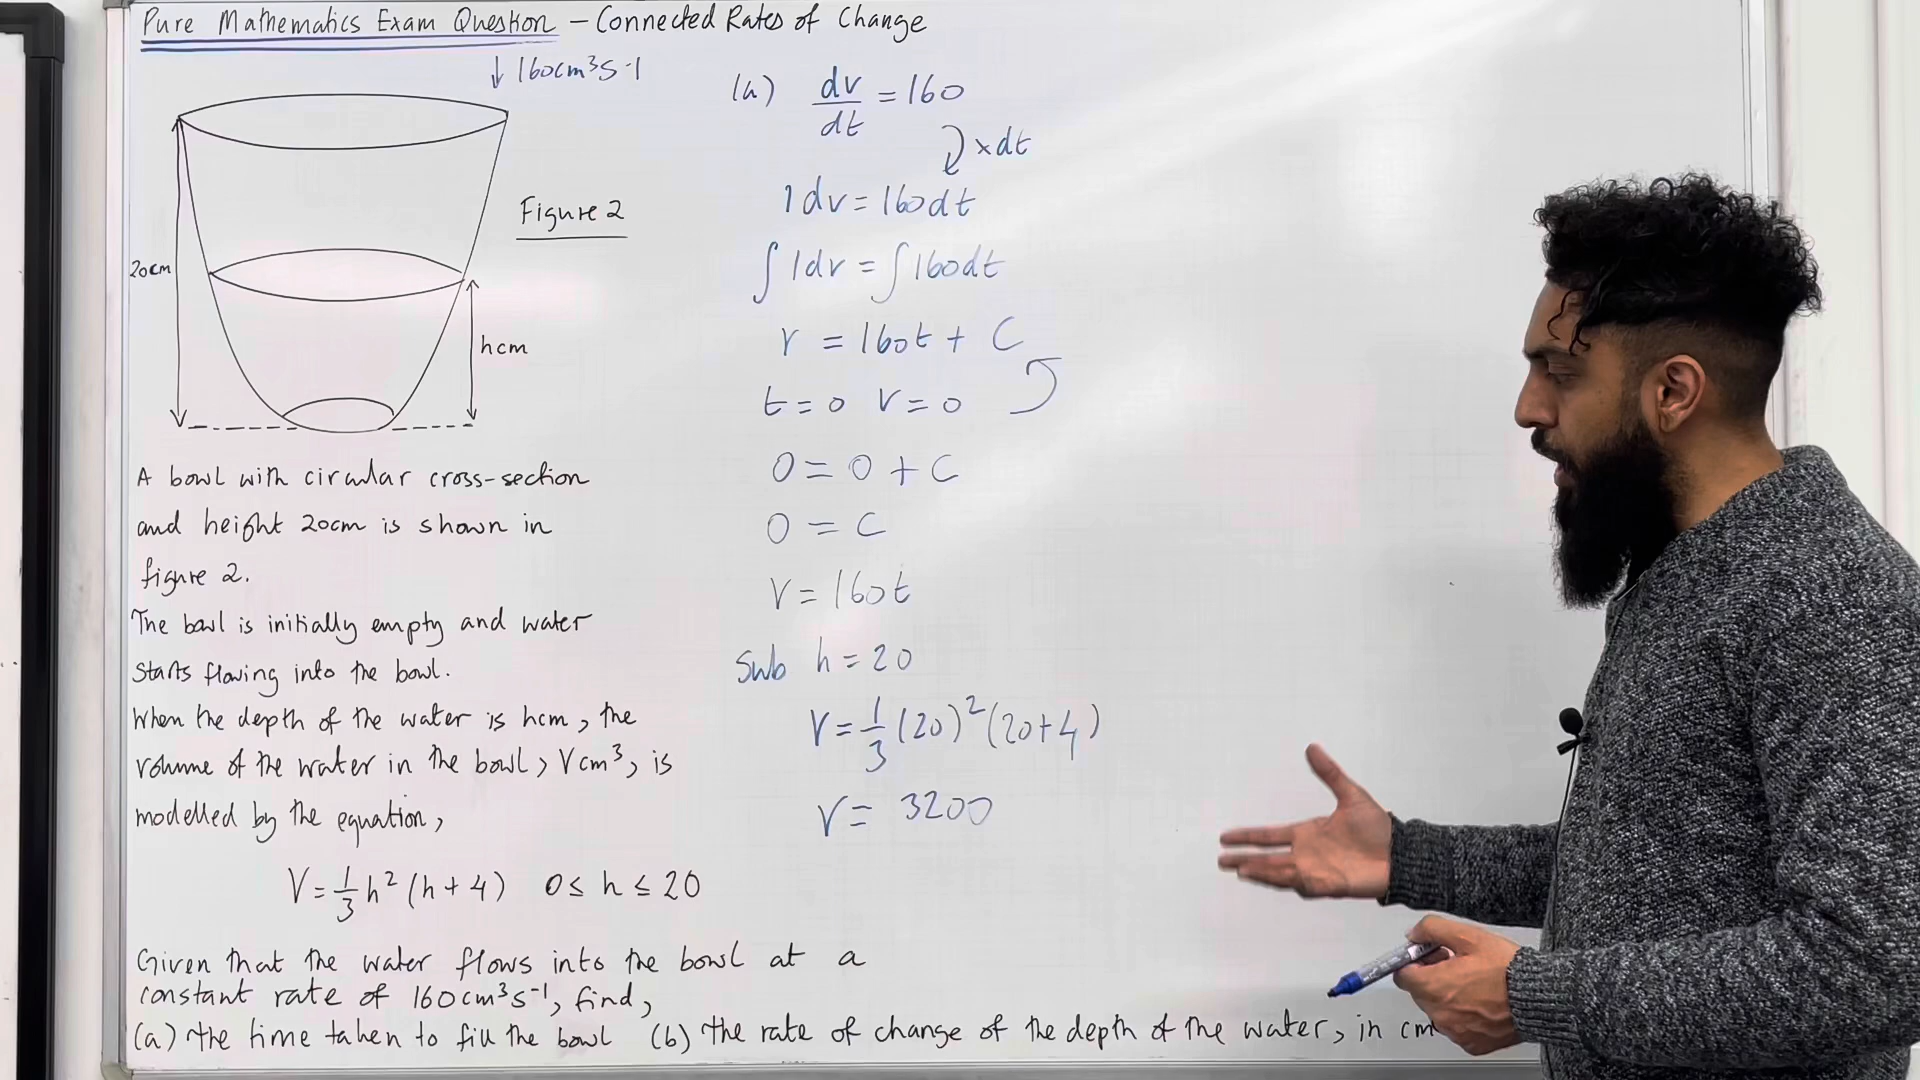 Pure Mathematics Exam Question – Connected Rates of Change
↓ 160cm³s⁻¹
20cm
hcm
Figure 2
A bowl with circular cross-section
and height 20cm is shown in
figure 2.
The bowl is initially empty and water
starts flowing into the bowl.
When the depth of the water is hcm, the
volume of the water in the bowl, Vcm³, is
modelled by the equation,
V = 1/3 h² (h + 4) 0 ≤ h ≤ 20
Given that the water flows into the bowl at a
constant rate of 160cm³s⁻¹, find,
(a) the time taken to fill the bowl (b) the rate of change of the depth of the water, in cm
(a) dv/dt = 160
×dt
1dv = 160dt
∫1dv = ∫160dt
V = 160t + C
t = 0 V = 0
0 = 0 + C
0 = C
V = 160t
Sub h = 20
V = 1/3 (20)² (20+4)
V = 3200